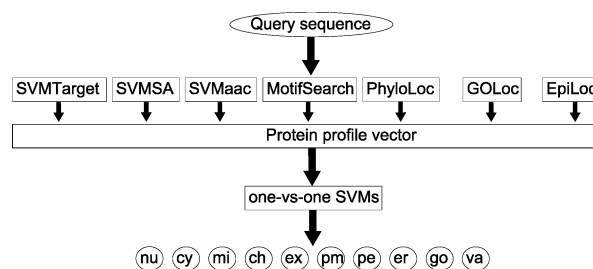 Query sequence
SVMTarget SVMSA SVMaac MotifSearch PhyloLoc GOLoc EpiLoc
Protein profile vector
one-vs-one SVMs
nu cy mi ch ex pm pe er go va